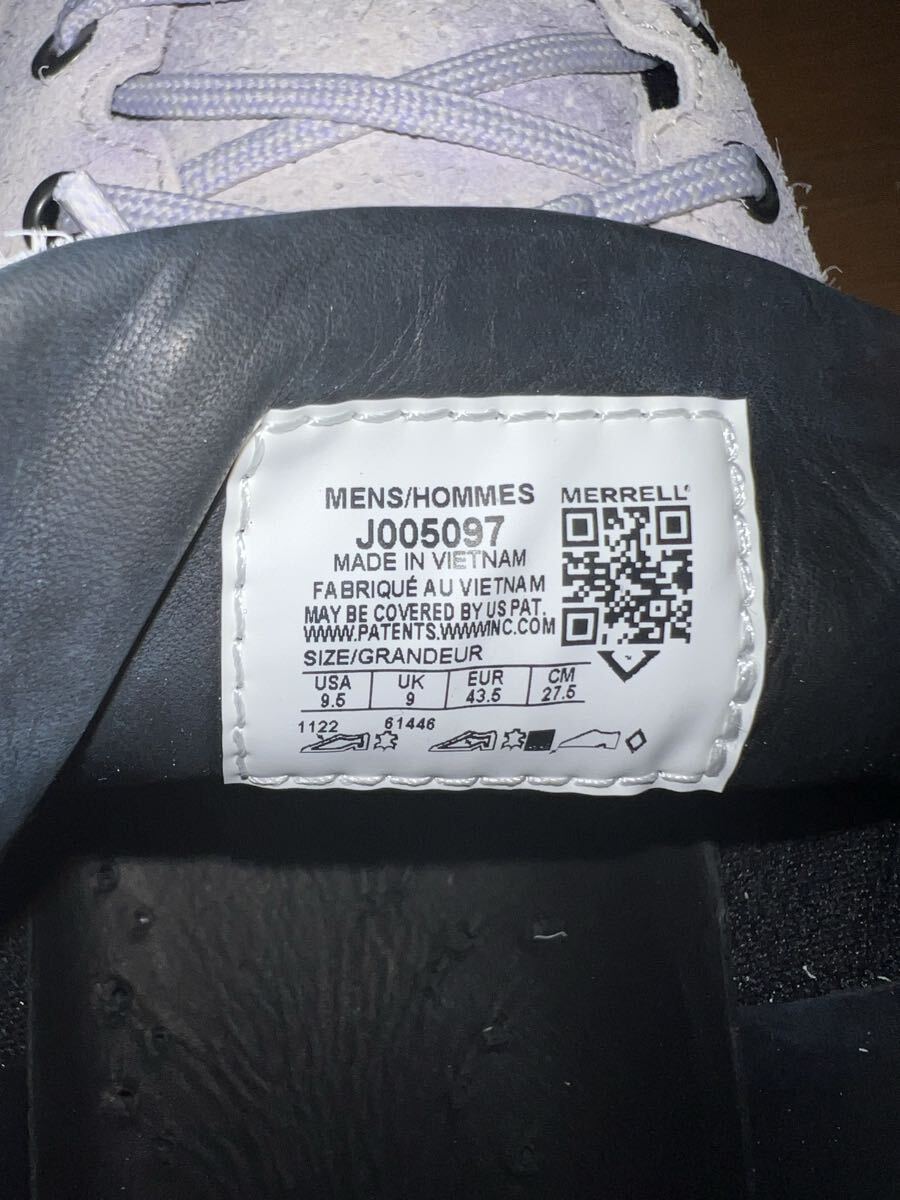 MENS/HOMMES
MERRELL
J005097
MADE IN VIETNAM
FABRIQUÉ AU VIETNAM
MAY BE COVERED BY US PAT.
WWW.PATENTS.WWWINC.COM
SIZE/GRANDEUR
USA UK EUR CM
9.5 9 43.5 27.5
1122 61446